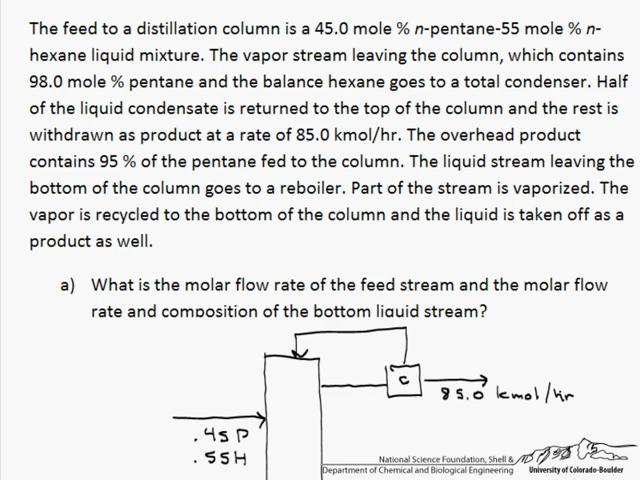 The feed to a distillation column is a 45.0 mole % n-pentane-55 mole % n-
hexane liquid mixture. The vapor stream leaving the column, which contains
98.0 mole % pentane and the balance hexane goes to a total condenser. Half
of the liquid condensate is returned to the top of the column and the rest is
withdrawn as product at a rate of 85.0 kmol/hr. The overhead product
contains 95 % of the pentane fed to the column. The liquid stream leaving the
bottom of the column goes to a reboiler. Part of the stream is vaporized. The
vapor is recycled to the bottom of the column and the liquid is taken off as a
product as well.
a) What is the molar flow rate of the feed stream and the molar flow
rate and composition of the bottom liquid stream?
C
85.0 kmol/hr
.45 P
.55 H
National Science Foundation, Shell &
Department of Chemical and Biological Engineering
University of Colorado-Boulder